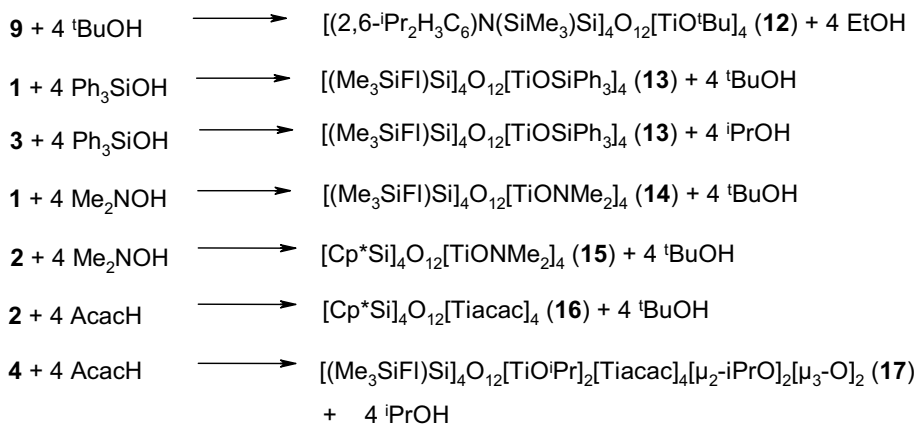 9 + 4 ᵗBuOH ⟶ [(2,6-ⁱPr₂H₃C₆)N(SiMe₃)Si]₄O₁₂[TiOᵗBu]₄ (12) + 4 EtOH
1 + 4 Ph₃SiOH ⟶ [(Me₃SiFl)Si]₄O₁₂[TiOSiPh₃]₄ (13) + 4 ᵗBuOH
3 + 4 Ph₃SiOH ⟶ [(Me₃SiFl)Si]₄O₁₂[TiOSiPh₃]₄ (13) + 4 ⁱPrOH
1 + 4 Me₂NOH ⟶ [(Me₃SiFl)Si]₄O₁₂[TiONMe₂]₄ (14) + 4 ᵗBuOH
2 + 4 Me₂NOH ⟶ [Cp*Si]₄O₁₂[TiONMe₂]₄ (15) + 4 ᵗBuOH
2 + 4 AcacH ⟶ [Cp*Si]₄O₁₂[Tiacac]₄ (16) + 4 ᵗBuOH
4 + 4 AcacH ⟶ [(Me₃SiFl)Si]₄O₁₂[TiOⁱPr]₂[Tiacac]₄[µ₂-iPrO]₂[µ₃-O]₂ (17)
+ 4 ⁱPrOH